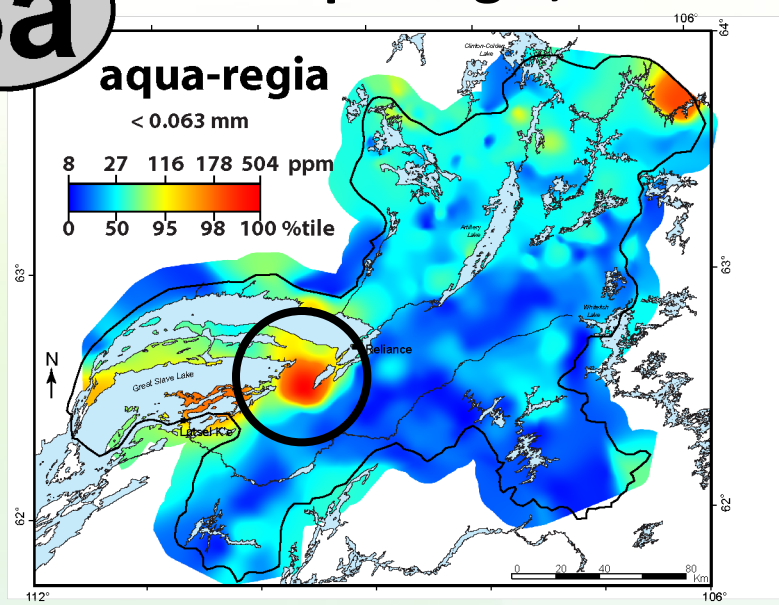 a
106°
64°
Clinton-Colden
Lake
aqua-regia
< 0.063 mm
8 27 116 178 504 ppm
0 50 95 98 100 %tile
Artillery
Lake
63°
63°
Whitefish
Lake
Reliance
N
Great Slave Lake
Lutsel K'e
62°
62°
0 20 40 80
Km
112°
106°